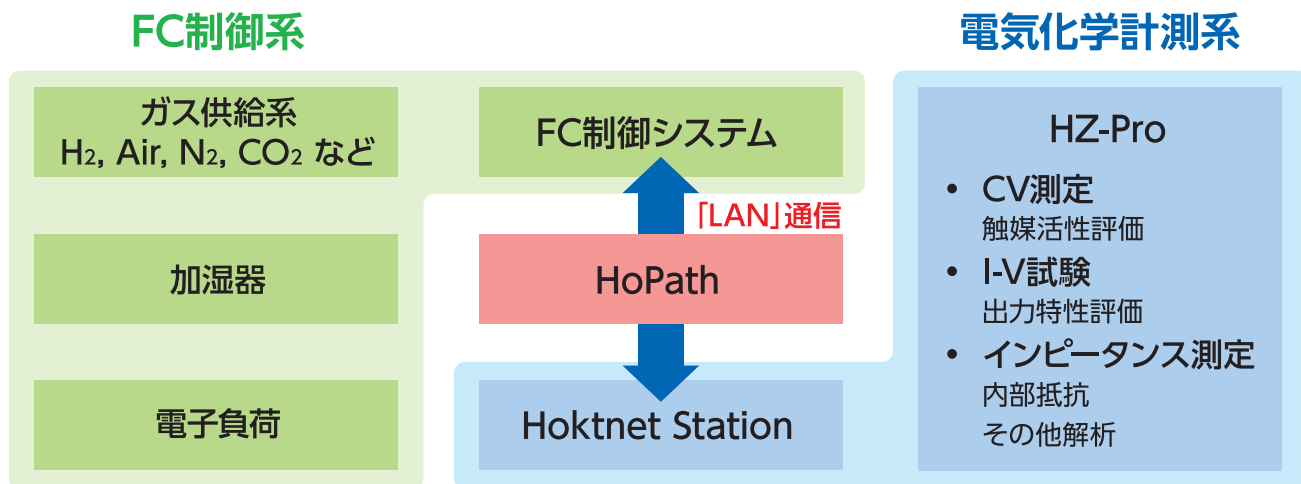 FC制御系
電気化学計測系
ガス供給系
H₂, Air, N₂, CO₂ など
加湿器
電子負荷
FC制御システム
「LAN」通信
HoPath
Hoktnet Station
HZ-Pro
• CV測定
触媒活性評価
• I-V試験
出力特性評価
• インピータンス測定
内部抵抗
その他解析